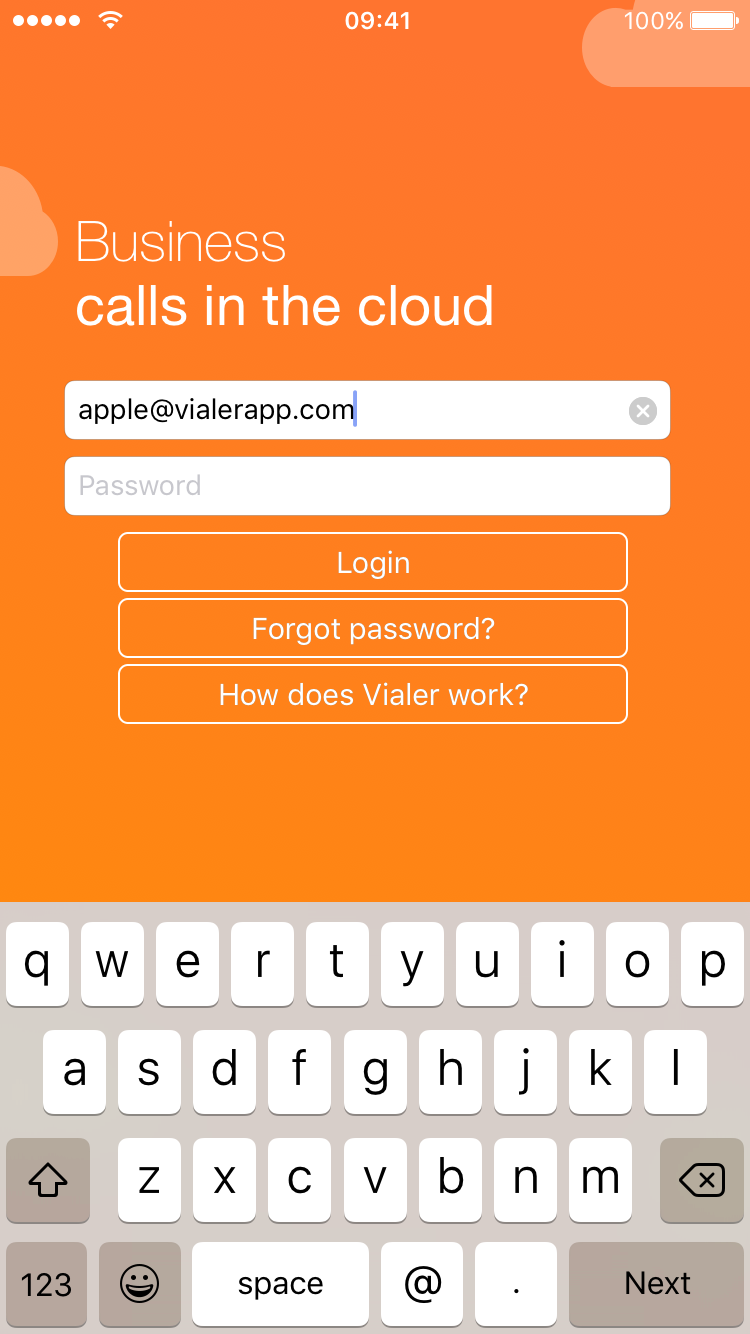 09:41
100%
Business
calls in the cloud
apple@vialerapp.com
Password
Login
Forgot password?
How does Vialer work?
q w e r t y u i o p
a s d f g h j k l
z x c v b n m
123 space @ . Next